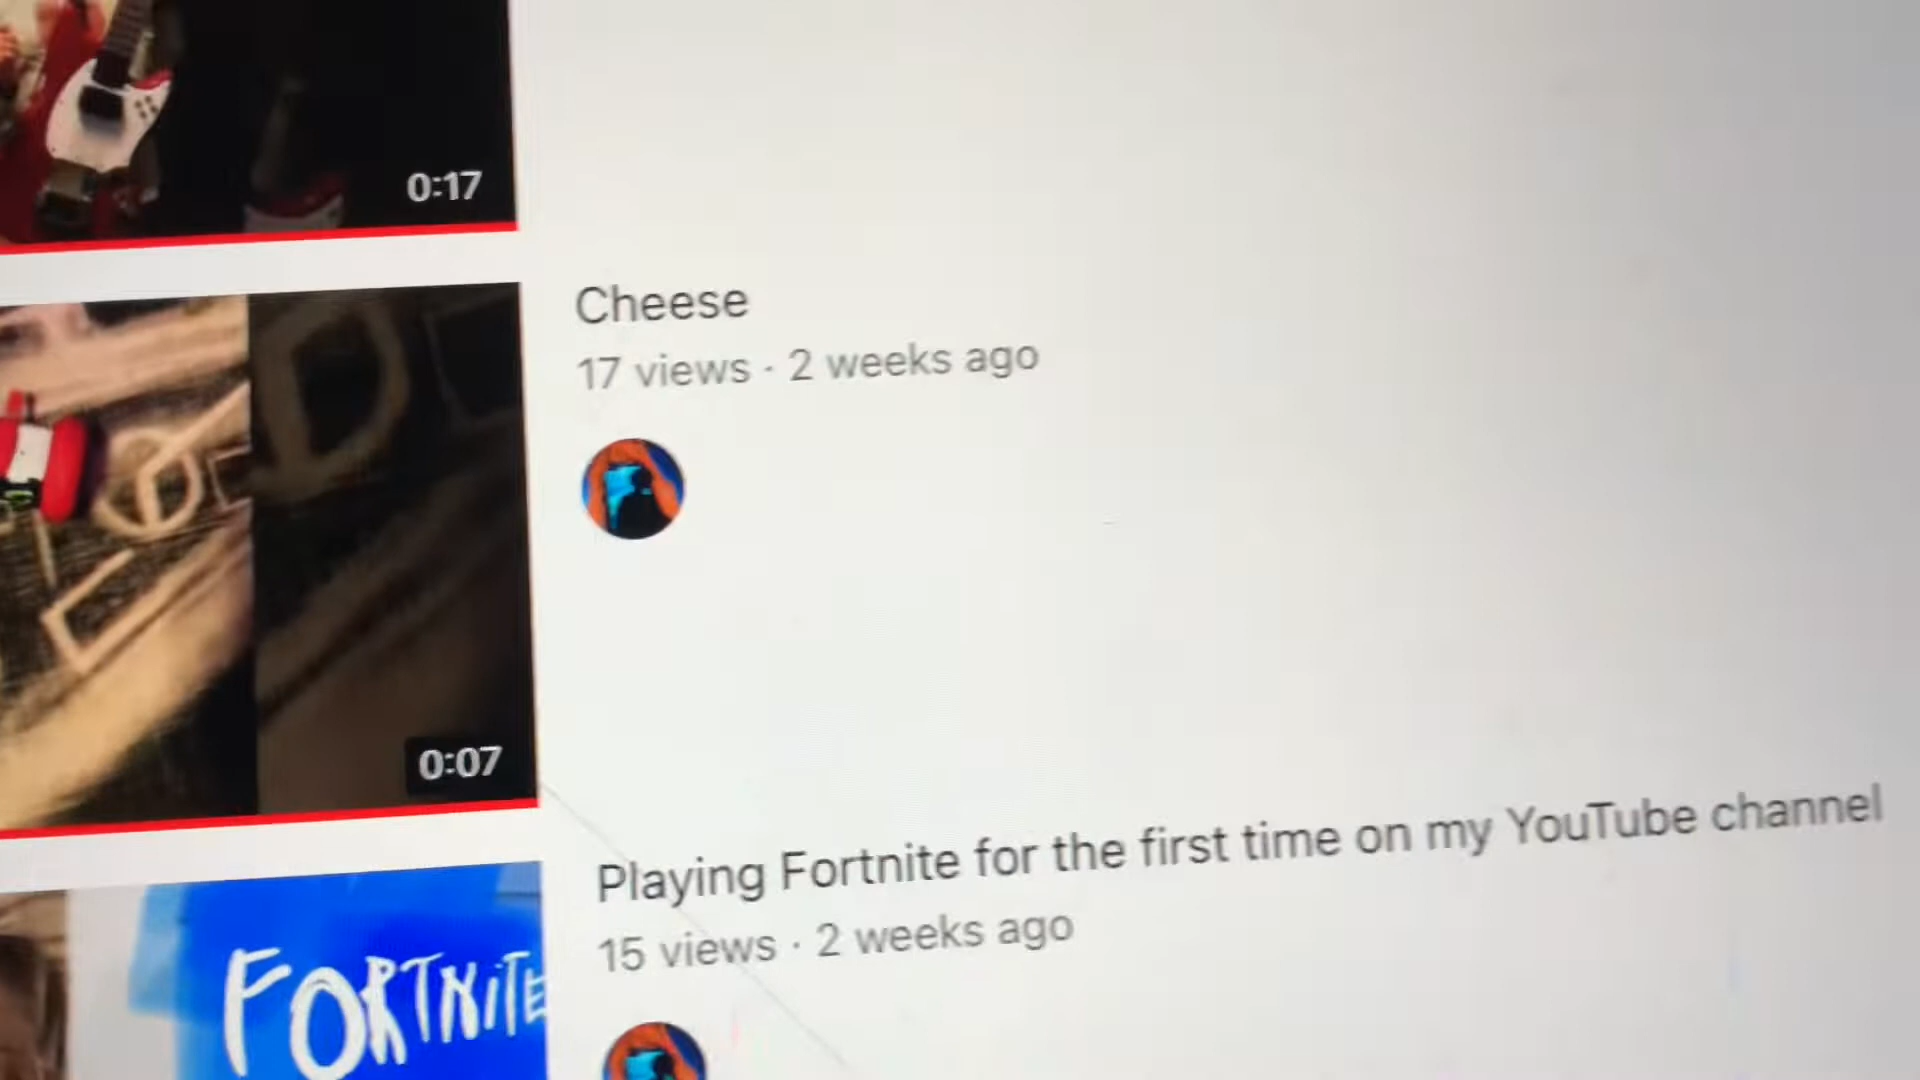 0:17
Cheese
17 views · 2 weeks ago
0:07
Playing Fortnite for the first time on my YouTube channel
15 views · 2 weeks ago
FORTNITE